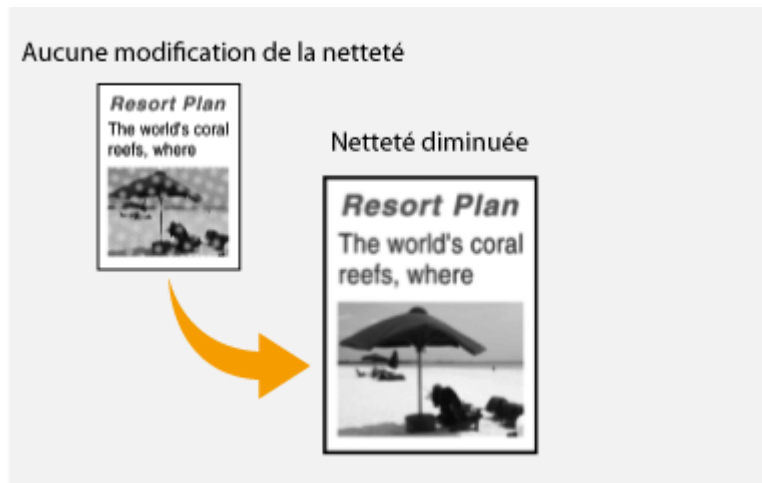 Aucune modification de la netteté
Resort Plan
The world's coral
reefs, where
Netteté diminuée
Resort Plan
The world's coral
reefs, where